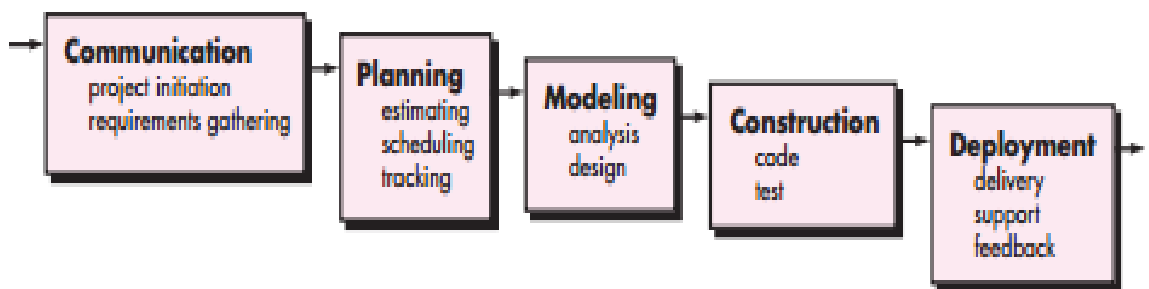 Communication
project initiation
requirements gathering
Planning
estimating
scheduling
tracking
Modeling
analysis
design
Construction
code
test
Deployment
delivery
support
feedback